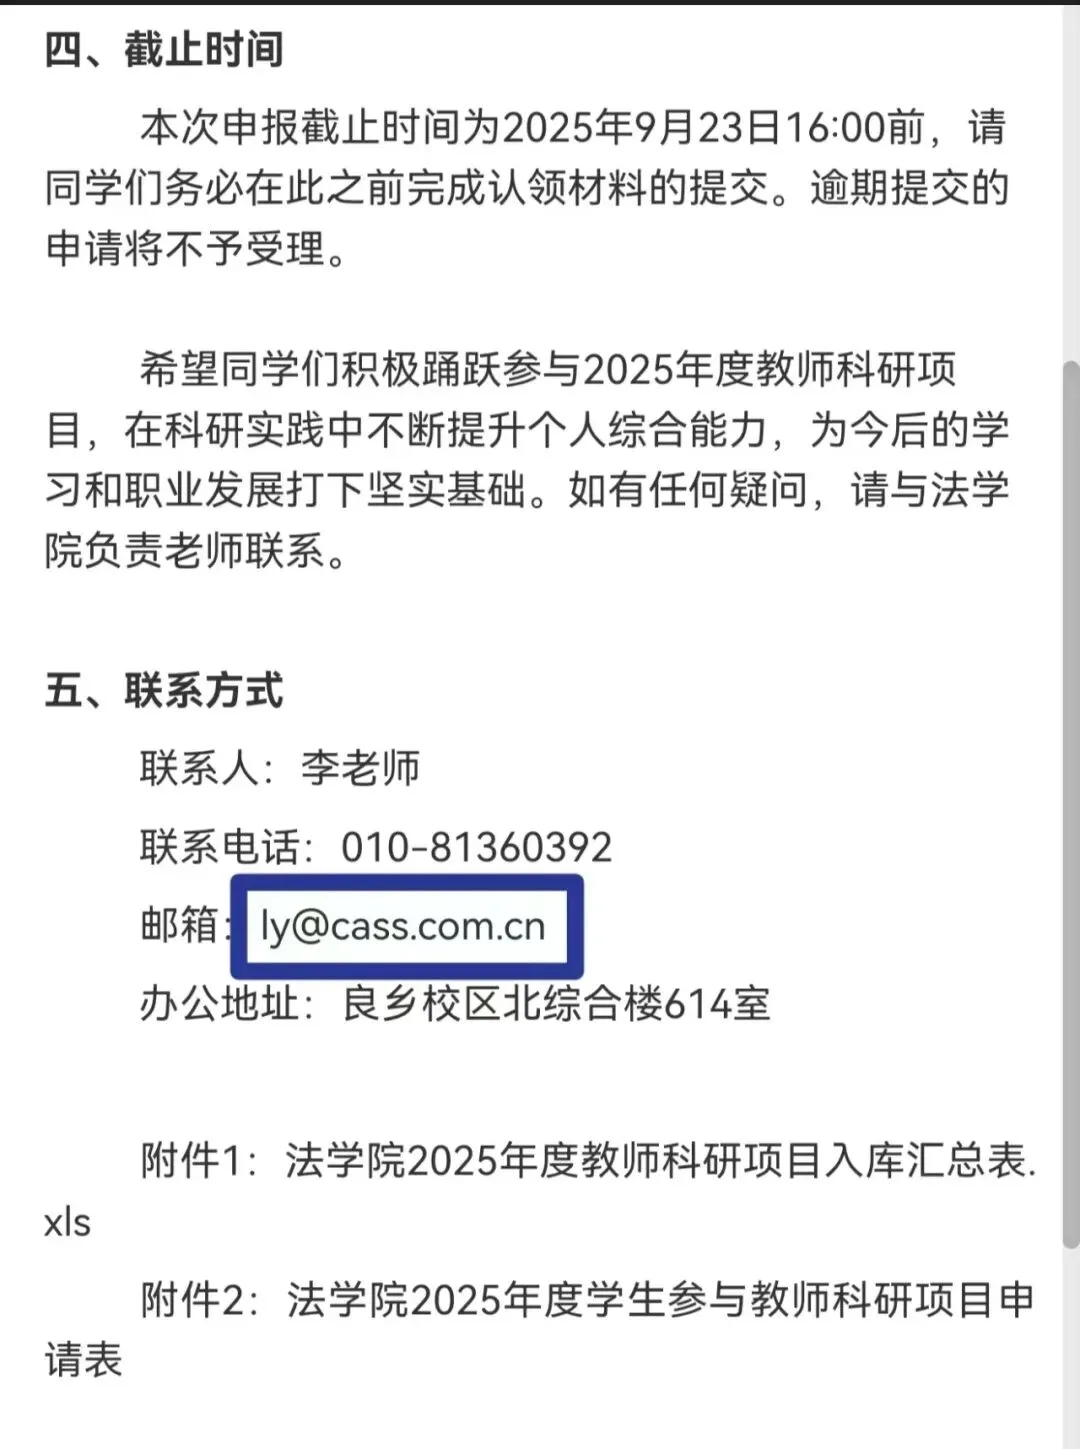 四、截止时间
本次申报截止时间为2025年9月23日16:00前，请
同学们务必在此之前完成认领材料的提交。逾期提交的
申请将不予受理。
希望同学们积极踊跃参与2025年度教师科研项
目，在科研实践中不断提升个人综合能力，为今后的学
习和职业发展打下坚实基础。如有任何疑问，请与法学
院负责老师联系。
五、联系方式
联系人：李老师
联系电话：010-81360392
邮箱：ly@cass.com.cn
办公地址：良乡校区北综合楼614室
附件1：法学院2025年度教师科研项目入库汇总表.
xls
附件2：法学院2025年度学生参与教师科研项目申
请表